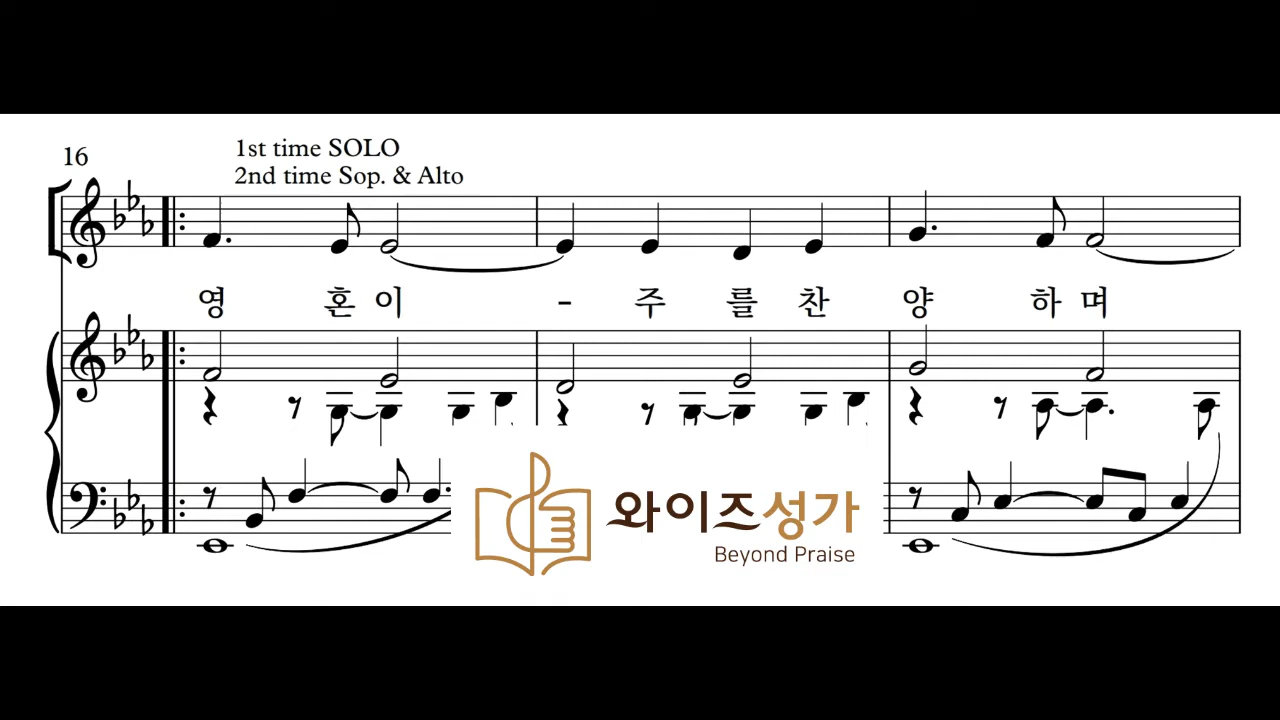 16
1st time SOLO
2nd time Sop. & Alto
영 혼 이 - 주 를 찬 양 하 며
와이즈성가
Beyond Praise